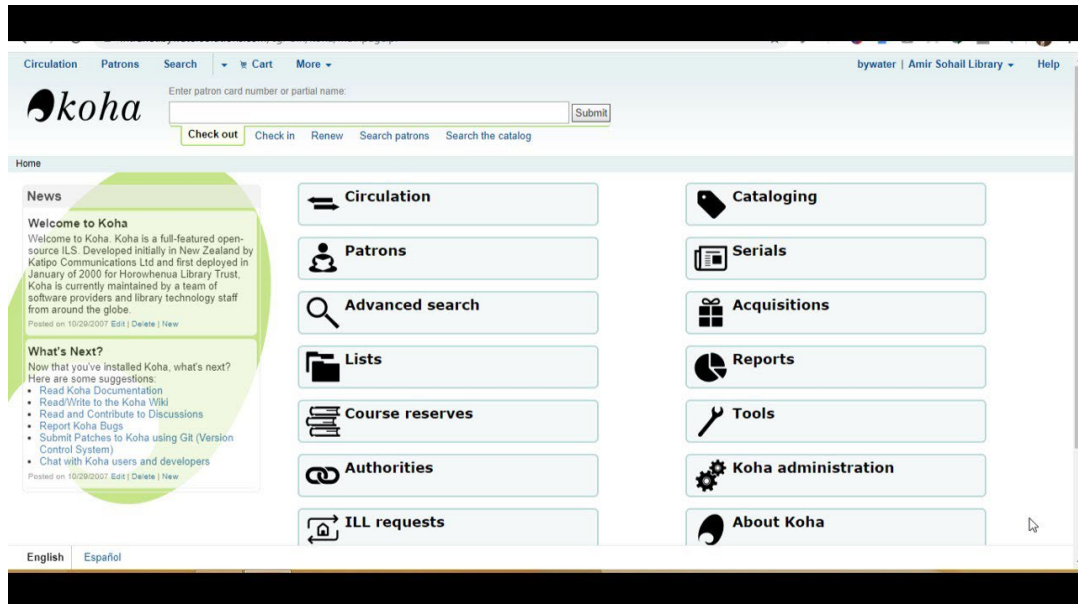 Circulation Patrons Search Cart More bywater | Amir Sohail Library Help
koha
Enter patron card number or partial name:
Submit
Check out Check in Renew Search patrons Search the catalog
Home
News
Welcome to Koha
Welcome to Koha. Koha is a full-featured open-
source ILS. Developed initially in New Zealand by
Katipo Communications Ltd and first deployed in
January of 2000 for Horowhenua Library Trust,
Koha is currently maintained by a team of
software providers and library technology staff
from around the globe.
Posted on 10/29/2007 Edit | Delete | New
What's Next?
Now that you've installed Koha, what's next?
Here are some suggestions:
• Read Koha Documentation
• Read/Write to the Koha Wiki
• Read and Contribute to Discussions
• Report Koha Bugs
• Submit Patches to Koha using Git (Version
Control System)
• Chat with Koha users and developers
Posted on 10/29/2007 Edit | Delete | New
Circulation
Patrons
Advanced search
Lists
Course reserves
Authorities
ILL requests
Cataloging
Serials
Acquisitions
Reports
Tools
Koha administration
About Koha
English Español